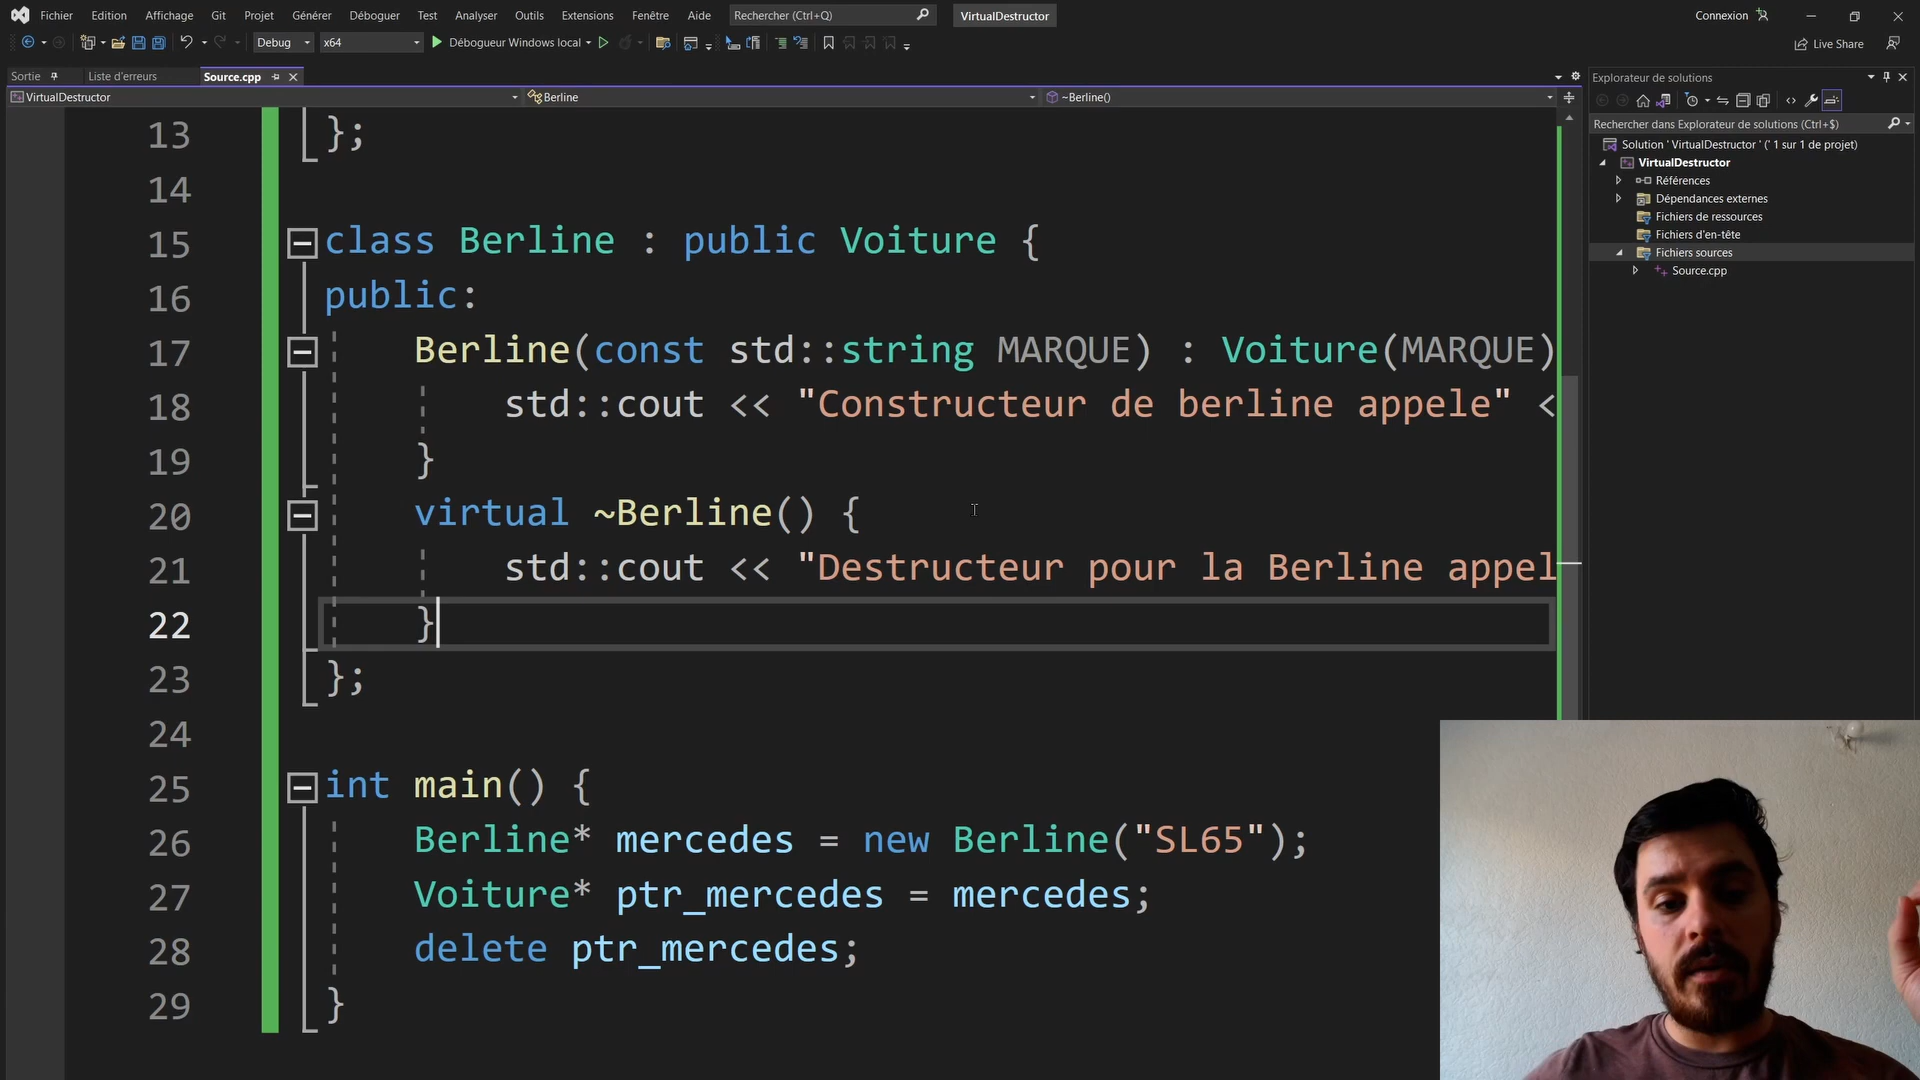 Fichier Edition Affichage Git Projet Générer Déboguer Test Analyser Outils Extensions Fenêtre Aide Rechercher (Ctrl+Q) VirtualDestructor Connexion
Debug x64 Débogueur Windows local Live Share
Sortie Liste d'erreurs Source.cpp
VirtualDestructor Berline ~Berline()
13 };
14
15 class Berline : public Voiture {
16 public:
17 Berline(const std::string MARQUE) : Voiture(MARQUE)
18 std::cout << "Constructeur de berline appele" <
19 }
20 virtual ~Berline() {
21 std::cout << "Destructeur pour la Berline appel
22 }
23 };
24
25 int main() {
26 Berline* mercedes = new Berline("SL65");
27 Voiture* ptr_mercedes = mercedes;
28 delete ptr_mercedes;
29 }
Explorateur de solutions
Rechercher dans Explorateur de solutions (Ctrl+$)
Solution ' VirtualDestructor ' (' 1 sur 1 de projet)
VirtualDestructor
Références
Dépendances externes
Fichiers de ressources
Fichiers d'en-tête
Fichiers sources
Source.cpp